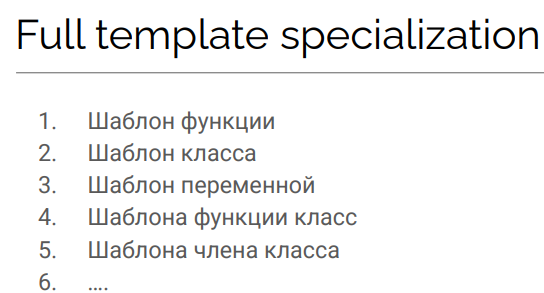 Full template specialization
1. Шаблон функции
2. Шаблон класса
3. Шаблон переменной
4. Шаблона функции класс
5. Шаблона члена класса
6. ....